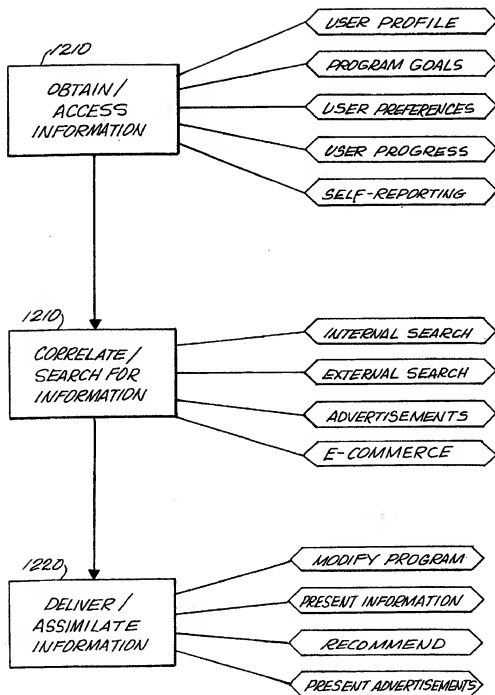 1210
OBTAIN/
ACCESS
INFORMATION
USER PROFILE
PROGRAM GOALS
USER PREFERENCES
USER PROGRESS
SELF-REPORTING
1210
CORRELATE/
SEARCH FOR
INFORMATION
INTERNAL SEARCH
EXTERNAL SEARCH
ADVERTISEMENTS
E-COMMERCE
1220
DELIVER/
ASSIMILATE
INFORMATION
MODIFY PROGRAM
PRESENT INFORMATION
RECOMMEND
PRESENT ADVERTISEMENTS